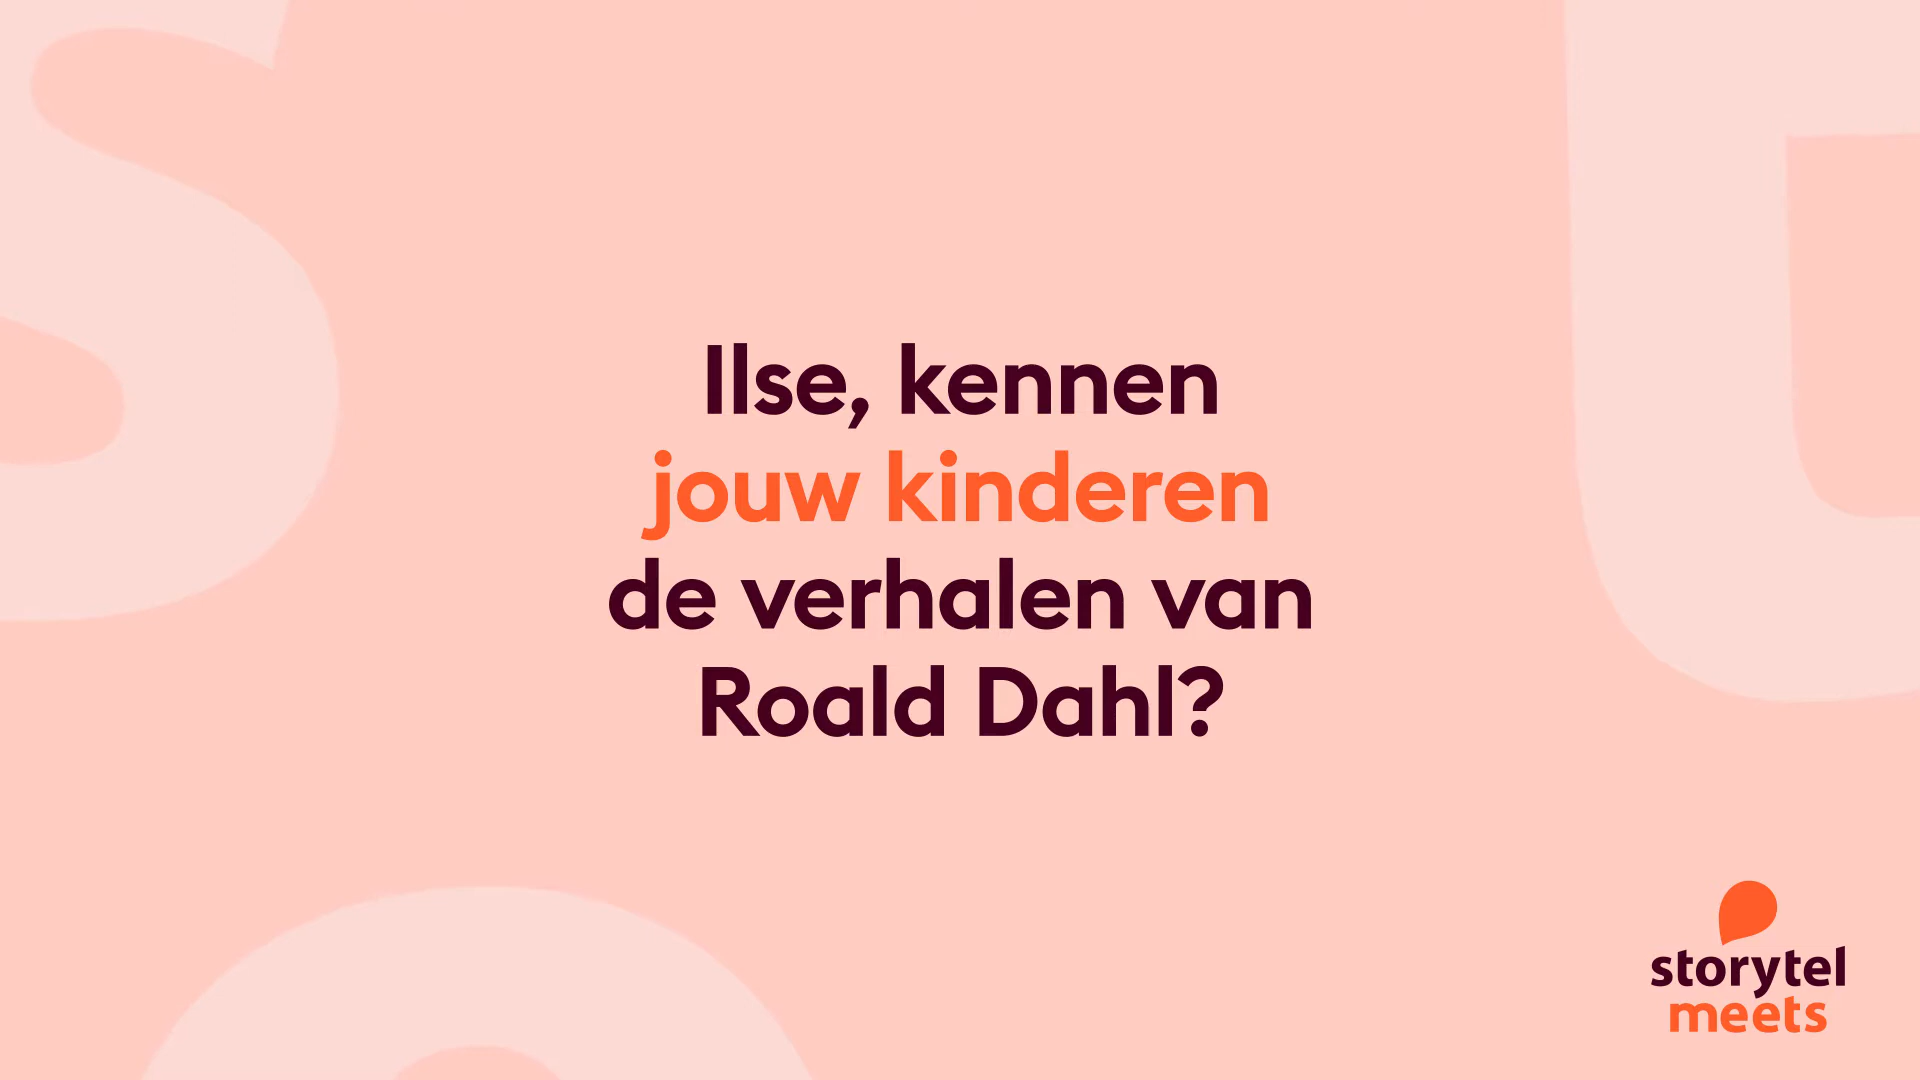 Ilse, kennen
jouw kinderen
de verhalen van
Roald Dahl?
storytel
meets